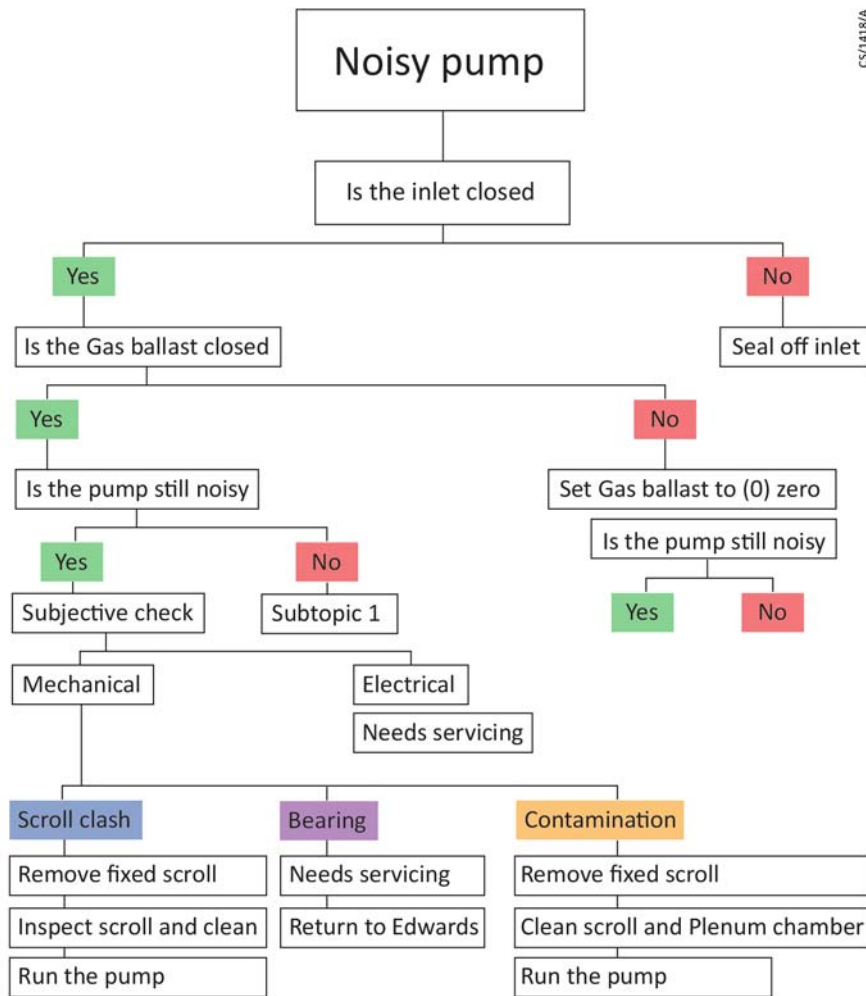 CS/1418/A
Noisy pump
Is the inlet closed
Yes
No
Is the Gas ballast closed
Seal off inlet
Yes
No
Is the pump still noisy
Set Gas ballast to (0) zero
Is the pump still noisy
Yes
No
Yes
No
Subjective check
Subtopic 1
Mechanical
Electrical
Needs servicing
Scroll clash
Bearing
Contamination
Remove fixed scroll
Needs servicing
Remove fixed scroll
Inspect scroll and clean
Return to Edwards
Clean scroll and Plenum chamber
Run the pump
Run the pump